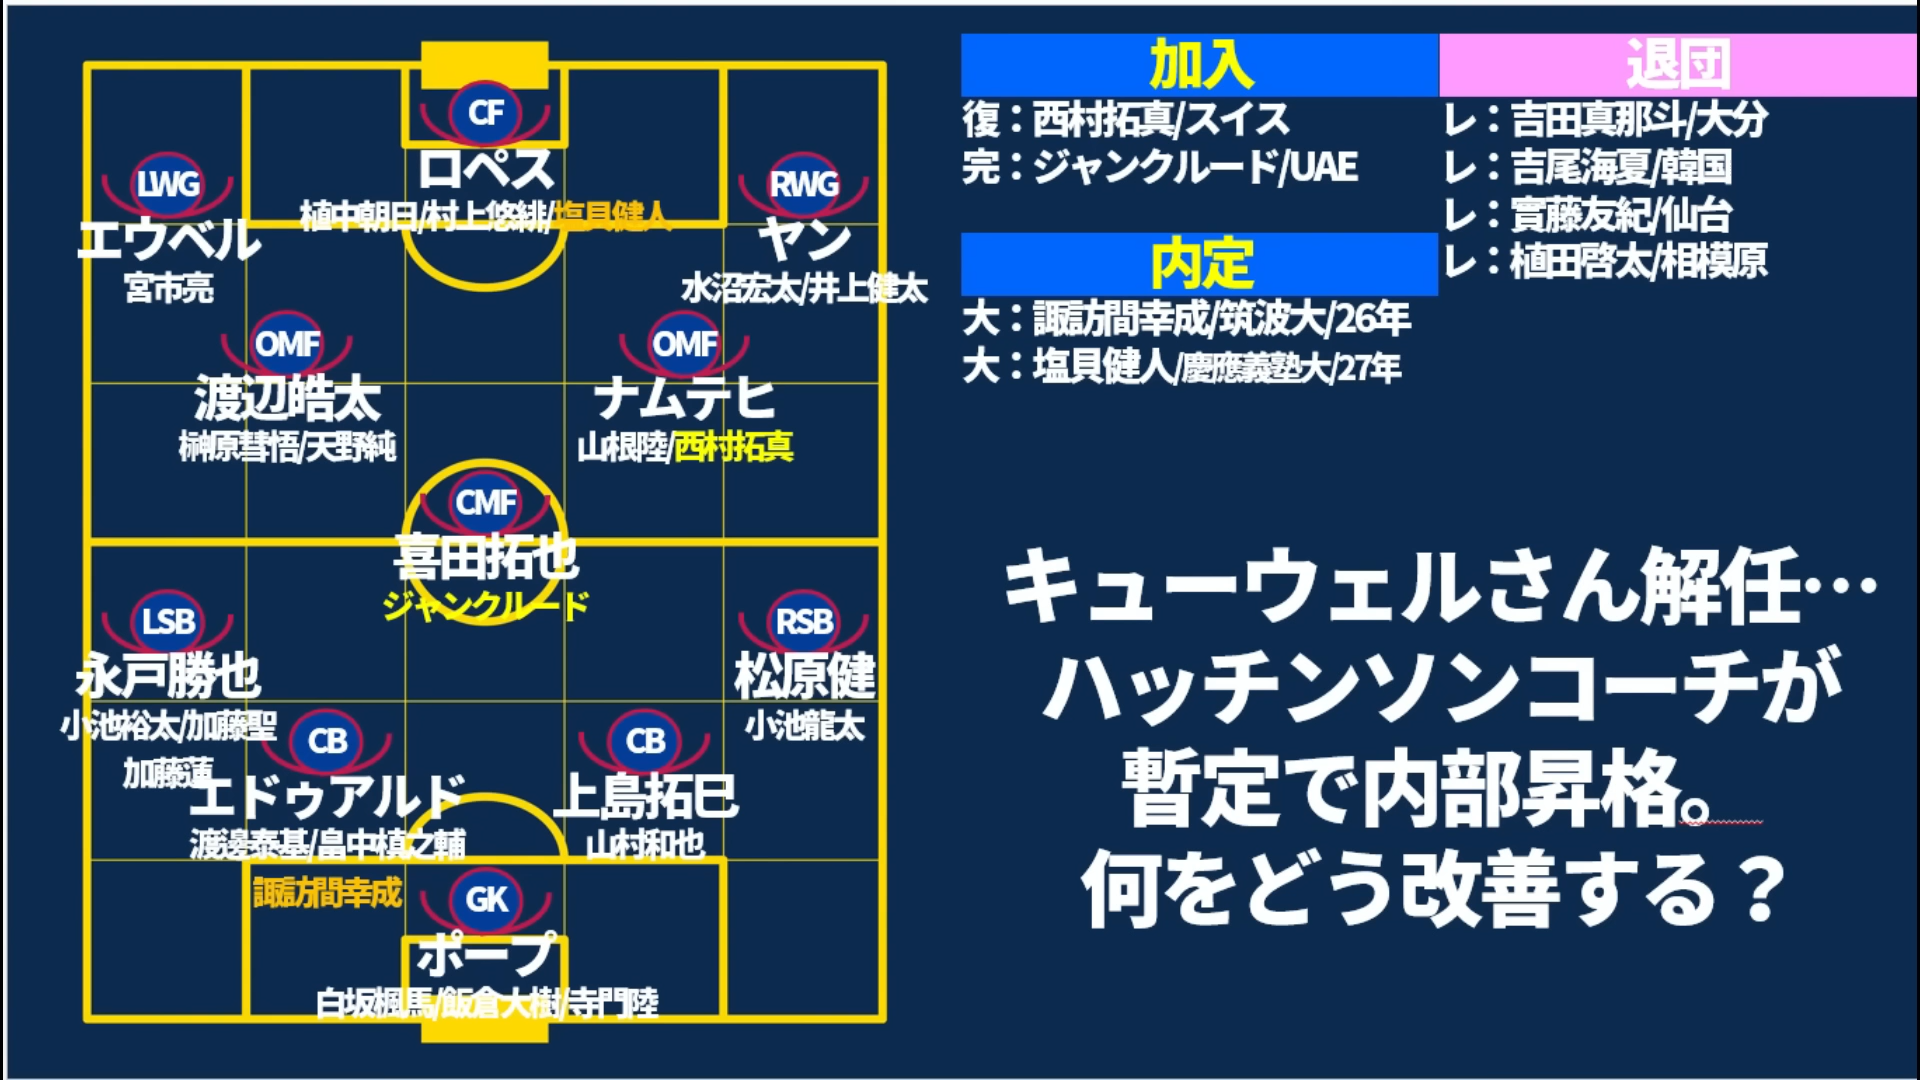 CF
ロペス
植中朝日/村上悠緋/塩貝健人
LWG
エウベル
宮市亮
RWG
ヤン
水沼宏太/井上健太
OMF
渡辺皓太
榊原彗悟/天野純
OMF
ナムテヒ
山根陸/西村拓真
CMF
喜田拓也
ジャンクルード
LSB
永戸勝也
小池裕太/加藤聖
加藤蓮
RSB
松原健
小池龍太
CB
エドゥアルド
渡邊泰基/畠中槙之輔
諏訪間幸成
CB
上島拓巳
山村和也
GK
ポープ
白坂楓馬/飯倉大樹/寺門陸
加入
復：西村拓真/スイス
完：ジャンクルード/UAE
内定
大：諏訪間幸成/筑波大/26年
大：塩貝健人/慶應義塾大/27年
退団
レ：吉田真那斗/大分
レ：吉尾海夏/韓国
レ：實藤友紀/仙台
レ：植田啓太/相模原
キューウェルさん解任…
ハッチンソンコーチが
暫定で内部昇格。
何をどう改善する？